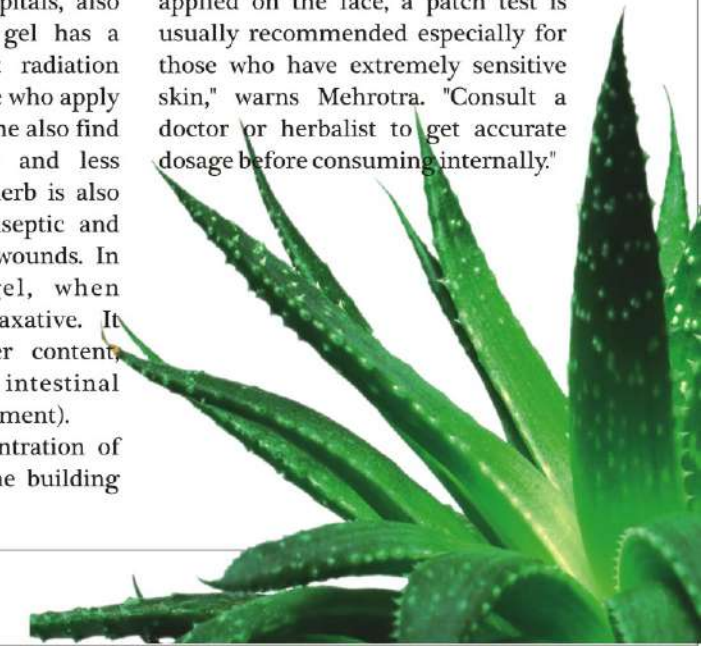 pitals, also
gel has a
radiation
who apply
also find
and less
erb is also
septic and
wounds. In
gel, when
axative. It
er content,
intestinal
ment).
ntration of
building
applied on the face, a patch test is
usually recommended especially for
those who have extremely sensitive
skin," warns Mehrotra. "Consult a
doctor or herbalist to get accurate
dosage before consuming internally."